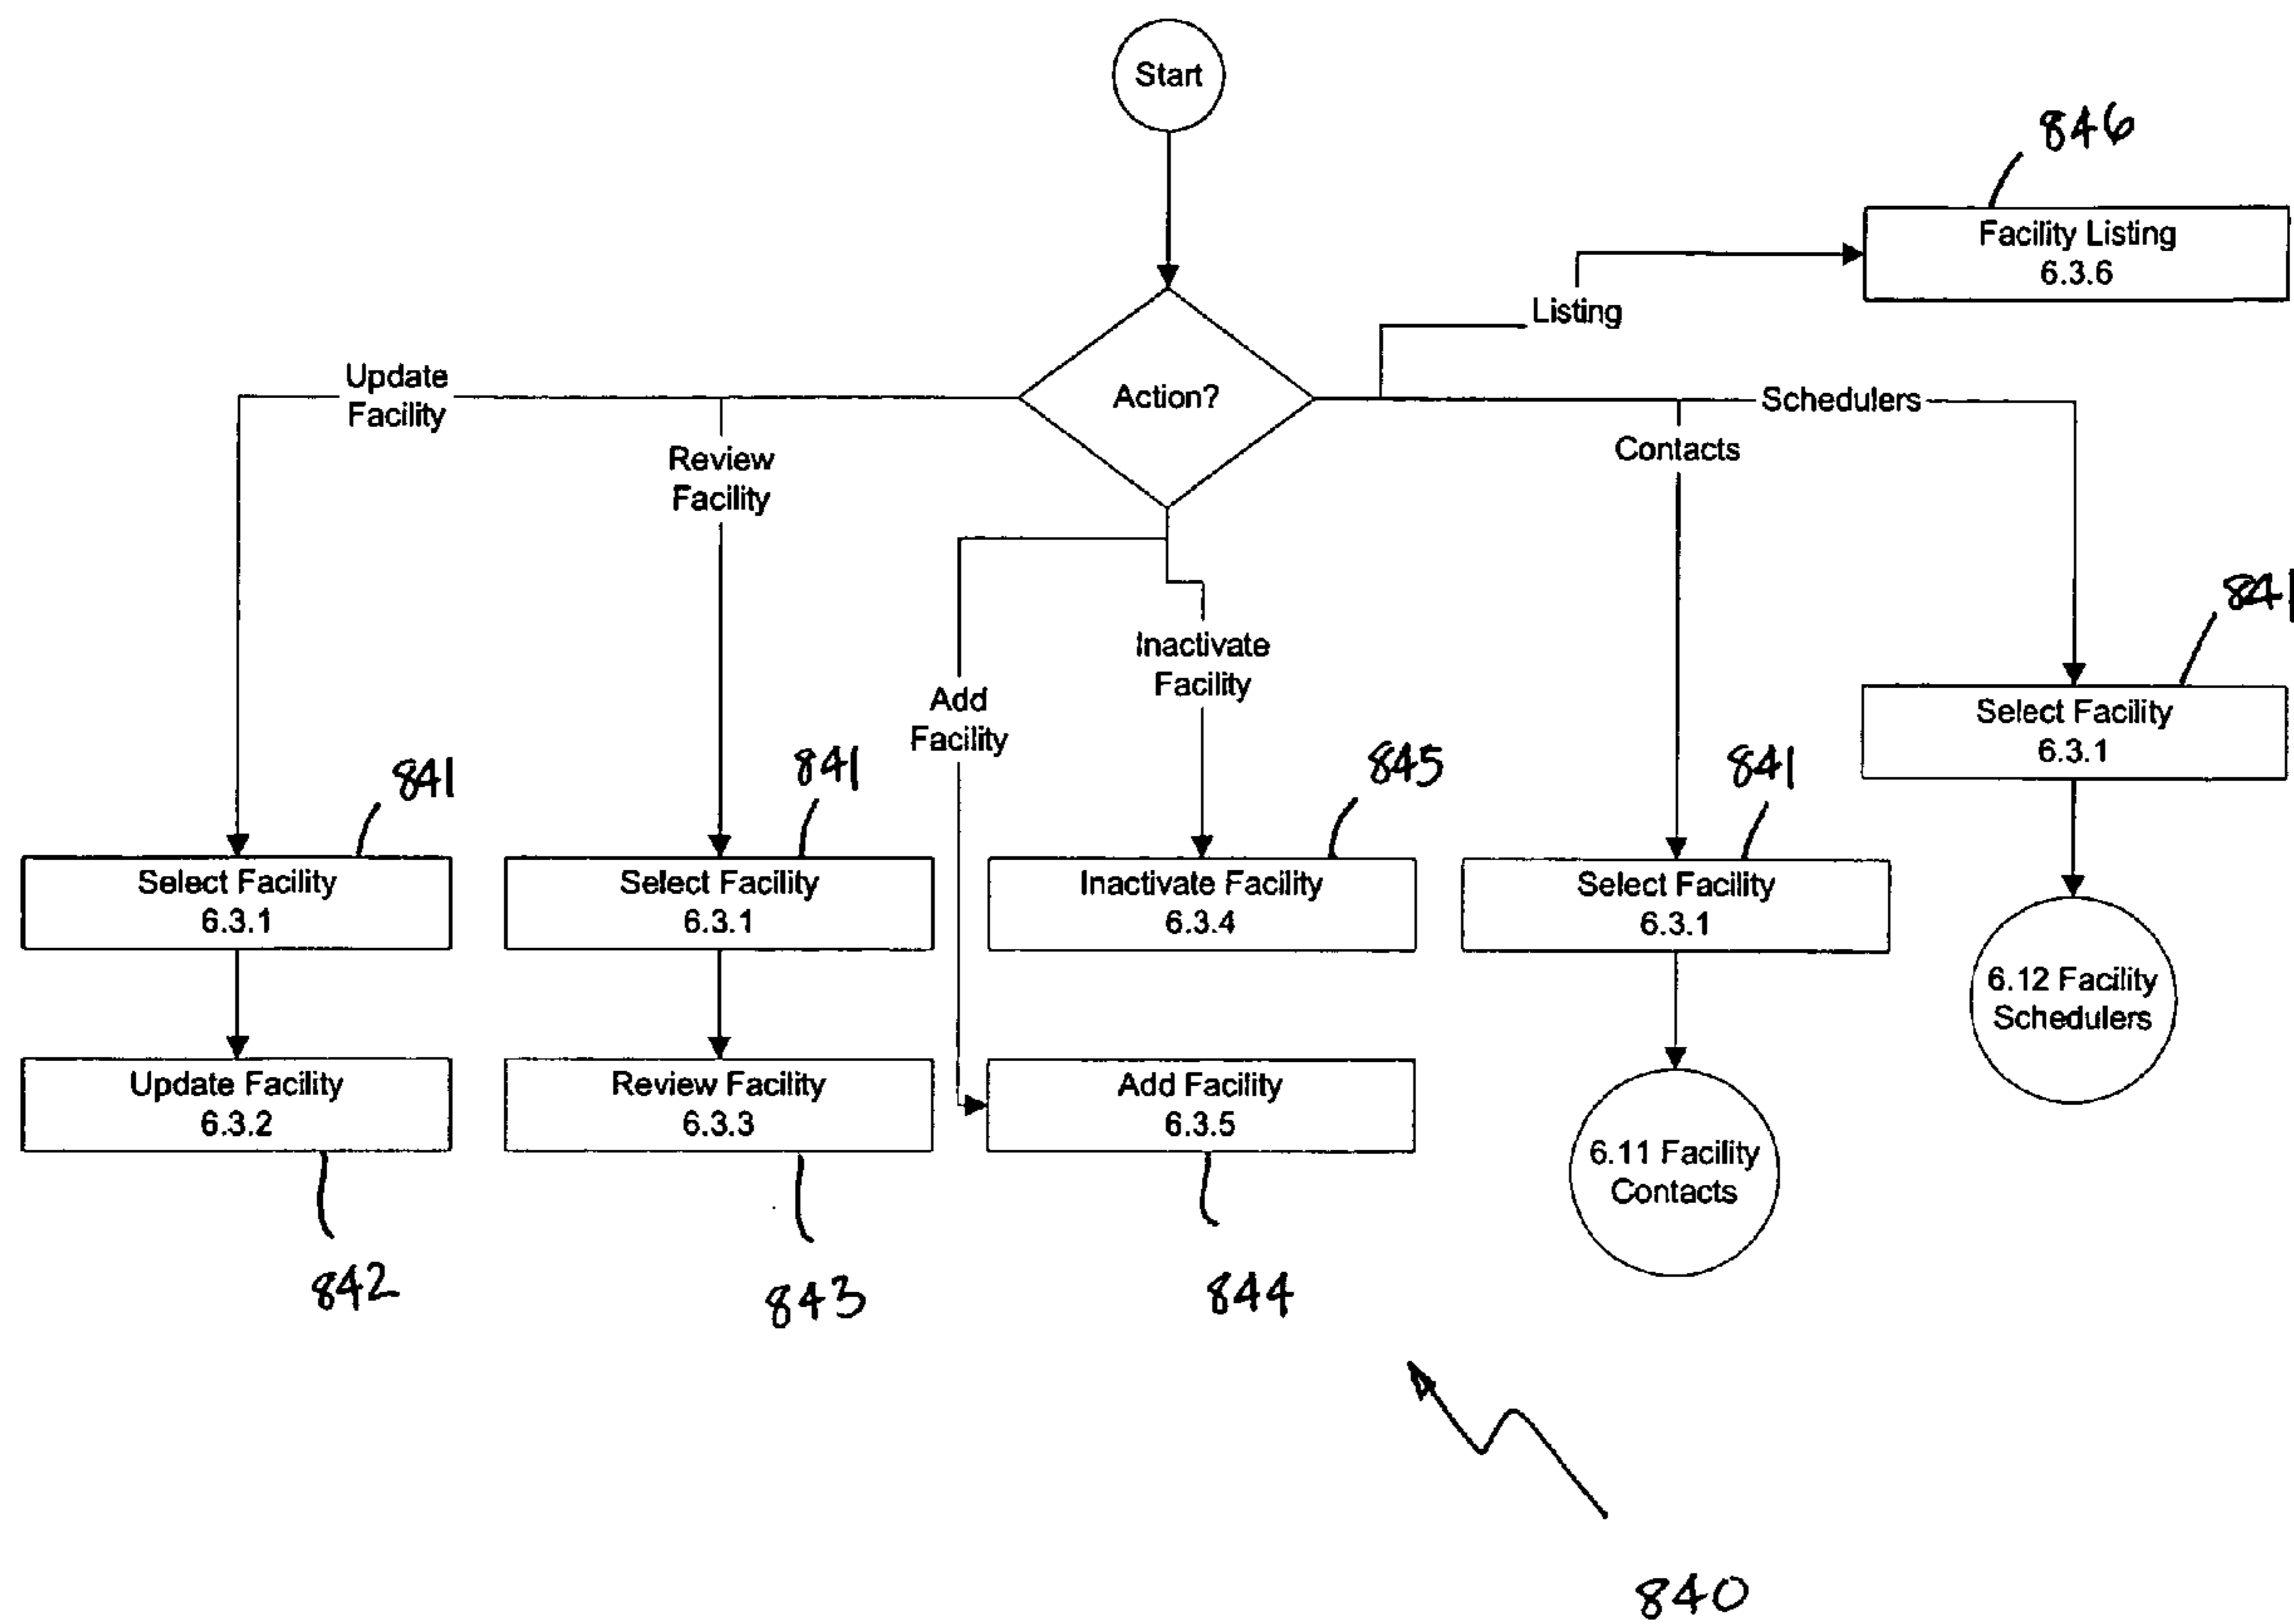 Start
846
Facility Listing
6.3.6
Listing
Update
Facility
Action?
Schedulers
Review
Facility
Contacts
841
Inactivate
Facility
Add
Facility
Select Facility
6.3.1
841
841
845
841
Select Facility
6.3.1
Select Facility
6.3.1
Inactivate Facility
6.3.4
Select Facility
6.3.1
6.12 Facility
Schedulers
Update Facility
6.3.2
Review Facility
6.3.3
Add Facility
6.3.5
6.11 Facility
Contacts
842
843
844
840